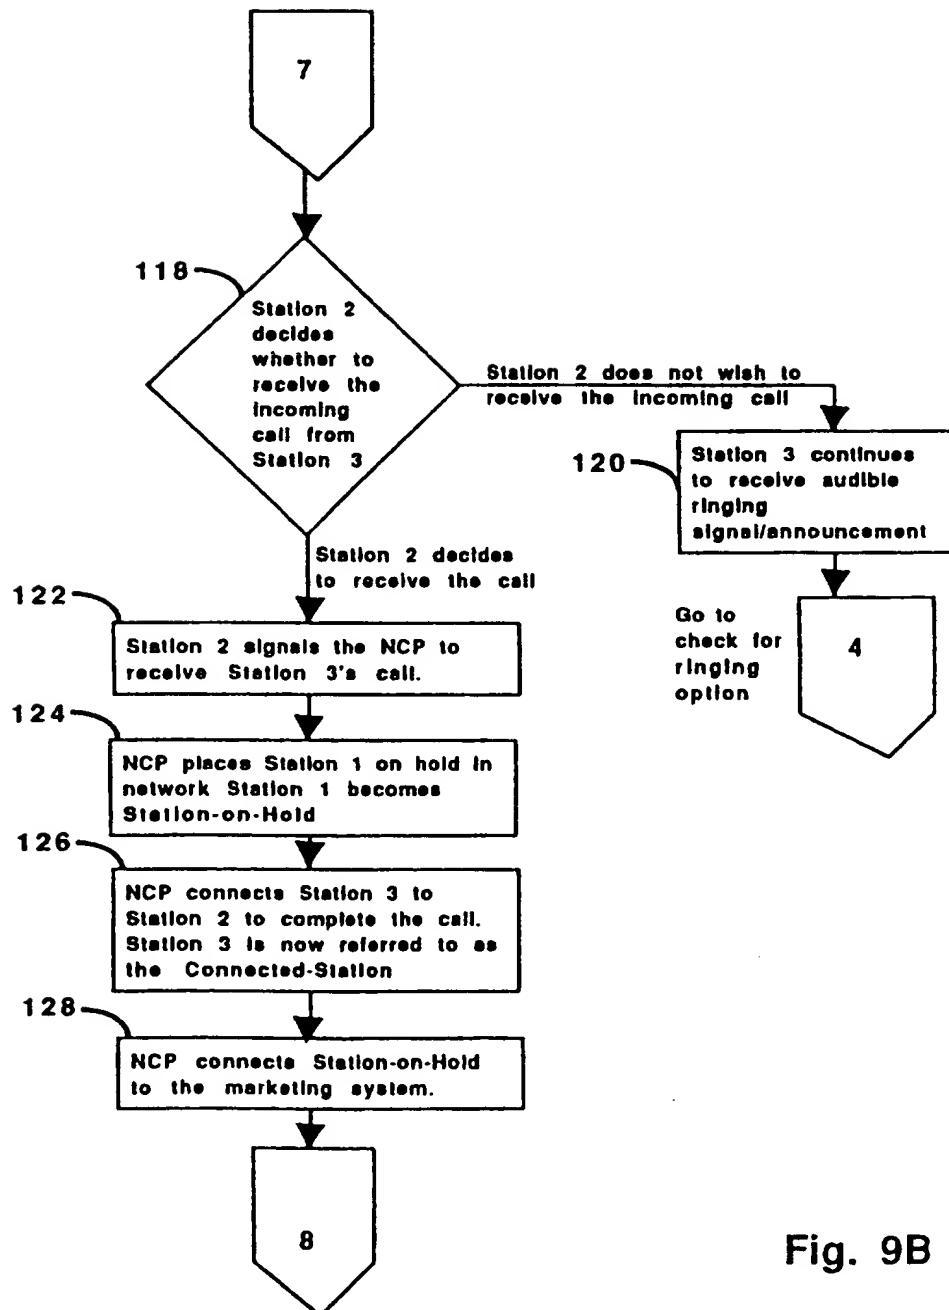 7
118
Station 2
decides
whether to
receive the
incoming
call from
Station 3
Station 2 does not wish to
receive the incoming call
120
Station 3 continues
to receive audible
ringing
signal/announcement
Station 2 decides
to receive the call
Go to
check for
ringing
option
4
122
Station 2 signals the NCP to
receive Station 3's call.
124
NCP places Station 1 on hold in
network Station 1 becomes
Station-on-Hold
126
NCP connects Station 3 to
Station 2 to complete the call.
Station 3 is now referred to as
the Connected-Station
128
NCP connects Station-on-Hold
to the marketing system.
8
Fig. 9B